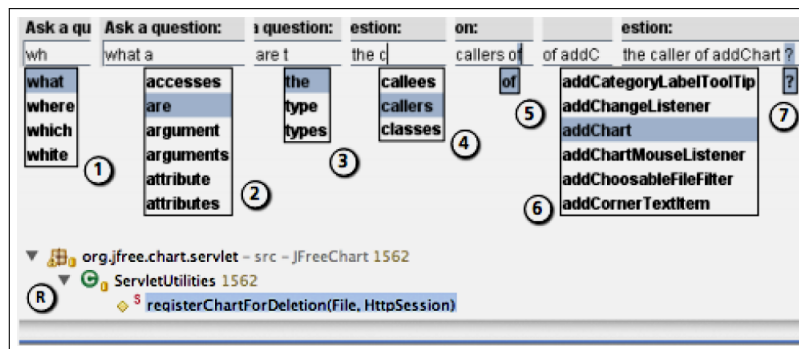 Ask a qu Ask a question: a question: estion: on: estion:
wh what a are t the c callers of of addC the caller of addChart ?
what
where
which
white
1
accesses
are
argument
arguments
attribute
attributes
2
the
type
types
3
callees
callers
classes
4
of
5
addCategoryLabelToolTip
addChangeListener
addChart
addChartMouseListener
addChoosableFileFilter
addCornerTextItem
6
?
7
org.jfree.chart.servlet - src - JFreeChart 1562
C ServletUtilities 1562
R
S registerChartForDeletion(File, HttpSession)